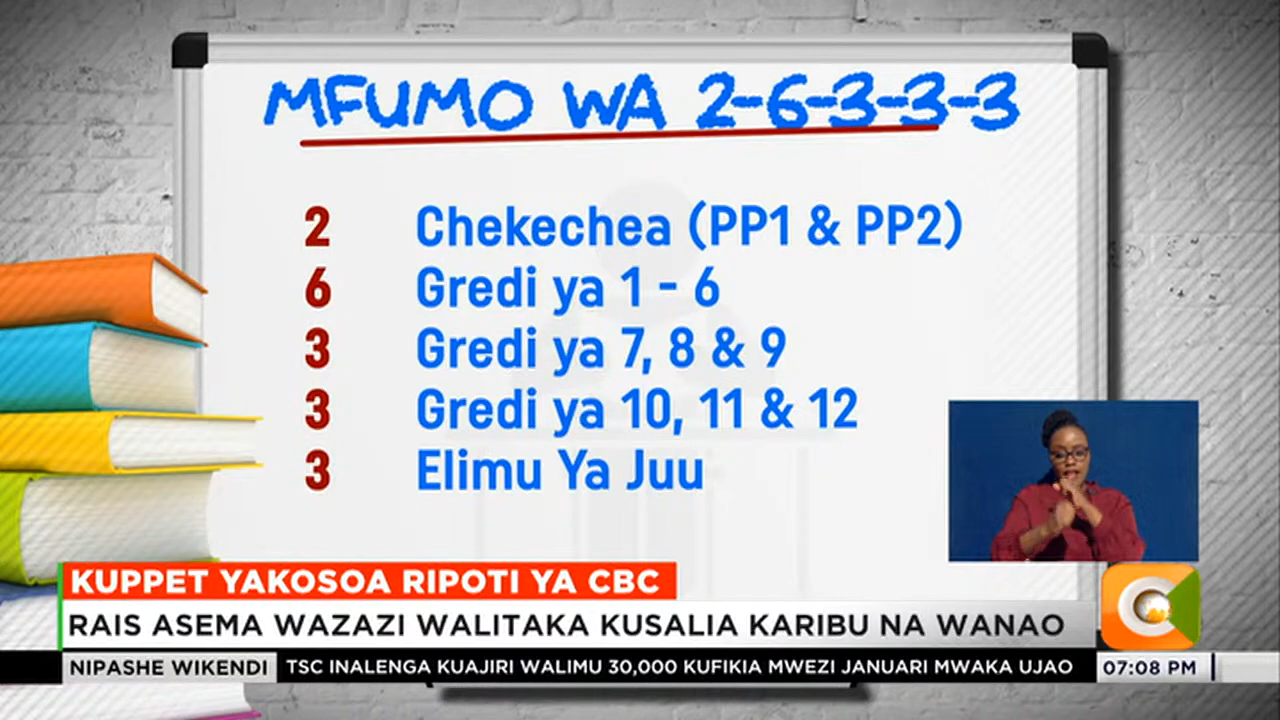 MFUMO WA 2-6-3-3-3
2 Chekechea (PP1 & PP2)
6 Gredi ya 1 - 6
3 Gredi ya 7, 8 & 9
3 Gredi ya 10, 11 & 12
3 Elimu Ya Juu
KUPPET YAKOSOA RIPOTI YA CBC
RAIS ASEMA WAZAZI WALITAKA KUSALIA KARIBU NA WANAO
NIPASHE WIKENDI TSC INALENGA KUAJIRI WALIMU 30,000 KUFIKIA MWEZI JANUARI MWAKA UJAO 07:08 PM